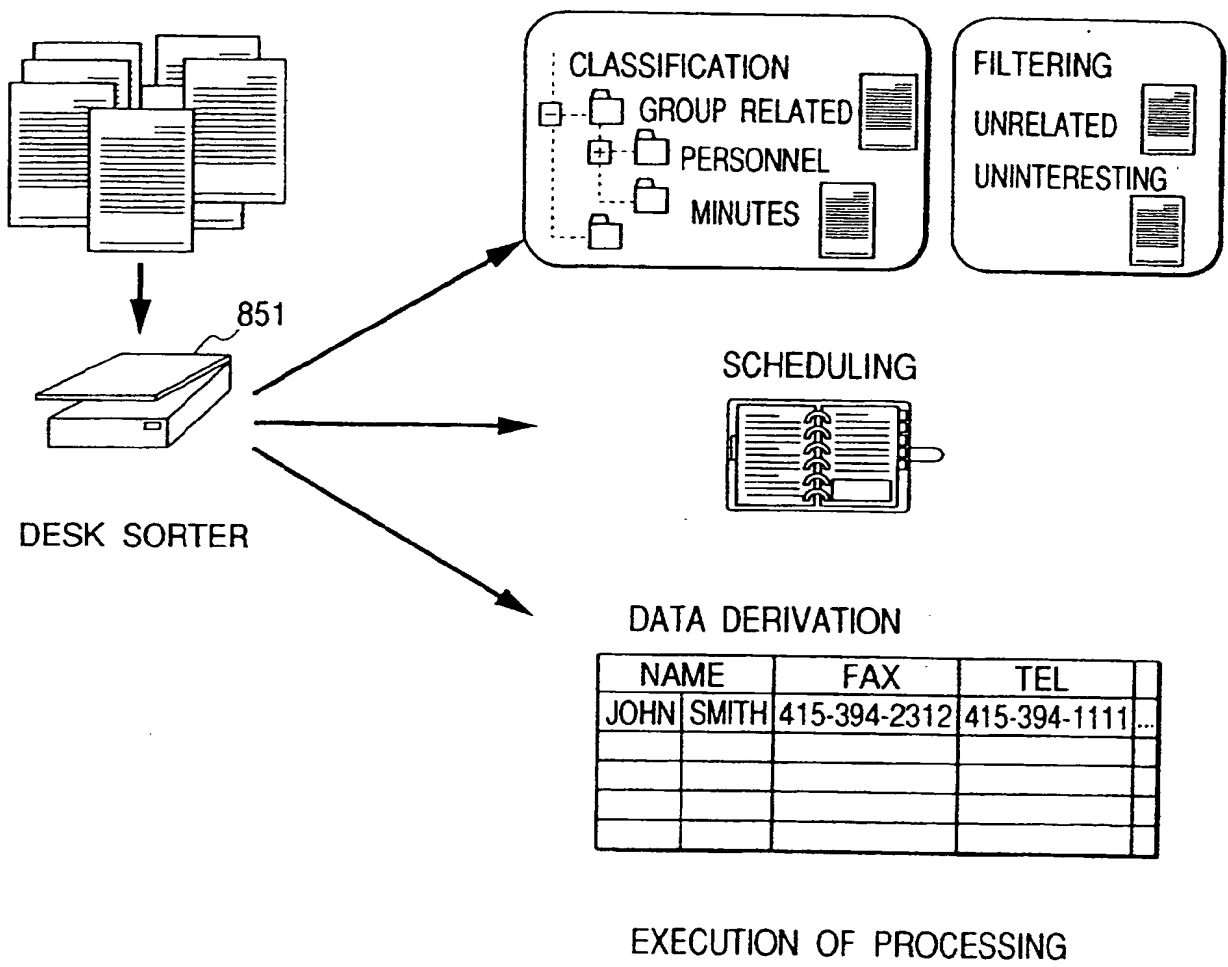 CLASSIFICATION
GROUP RELATED
PERSONNEL
MINUTES
FILTERING
UNRELATED
UNINTERESTING
851
DESK SORTER
SCHEDULING
DATA DERIVATION
NAME FAX TEL
JOHN SMITH 415-394-2312 415-394-1111 ...
EXECUTION OF PROCESSING